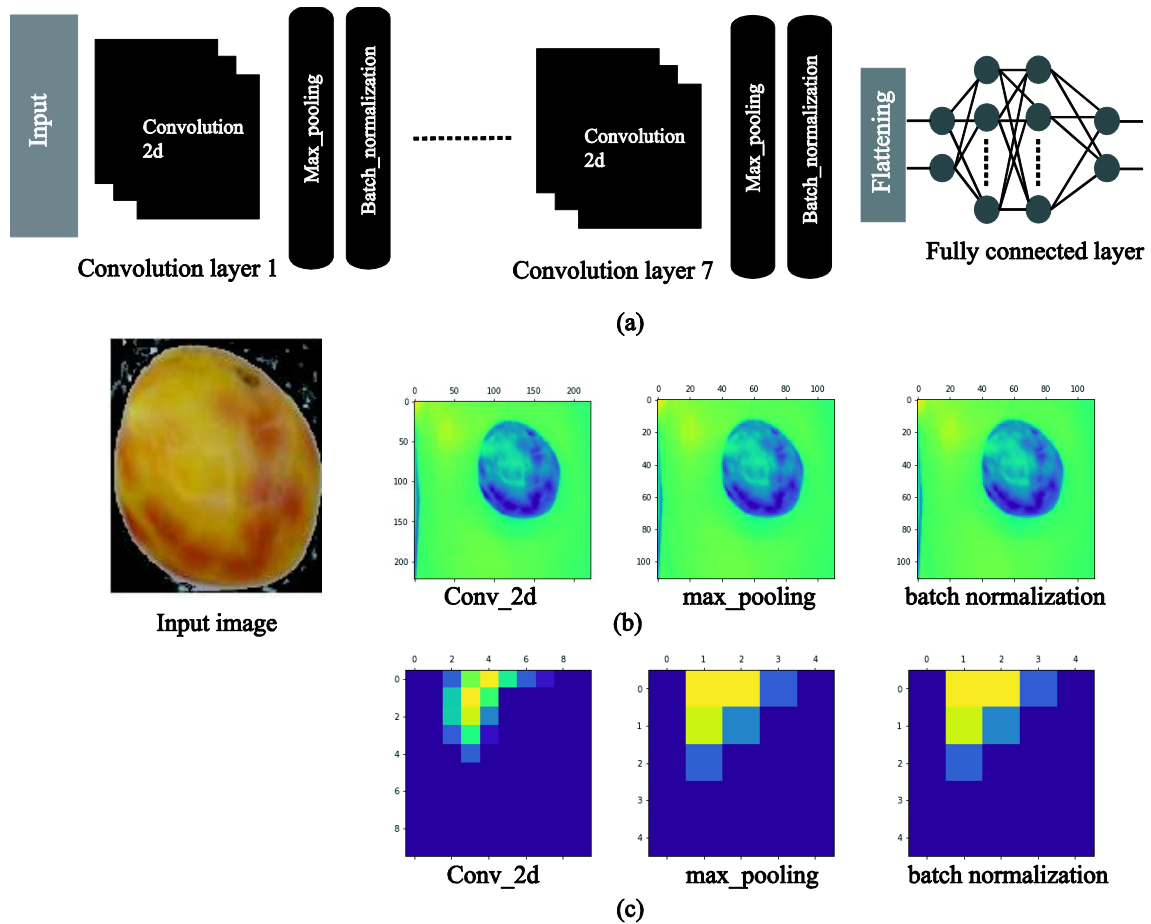 Input
Convolution
2d
Max_pooling
Batch_normalization
Convolution
2d
Max_pooling
Batch_normalization
Flattening
Convolution layer 1
Convolution layer 7
Fully connected layer
(a)
0 50 100 150 200
0
50
100
150
200
0 20 40 60 80 100
0
20
40
60
80
100
0 20 40 60 80 100
0
20
40
60
80
100
Input image
Conv_2d
max_pooling
batch normalization
(b)
0 2 4 6 8
0
2
4
6
8
0 1 2 3 4
0
1
2
3
4
0 1 2 3 4
0
1
2
3
4
Conv_2d
max_pooling
batch normalization
(c)